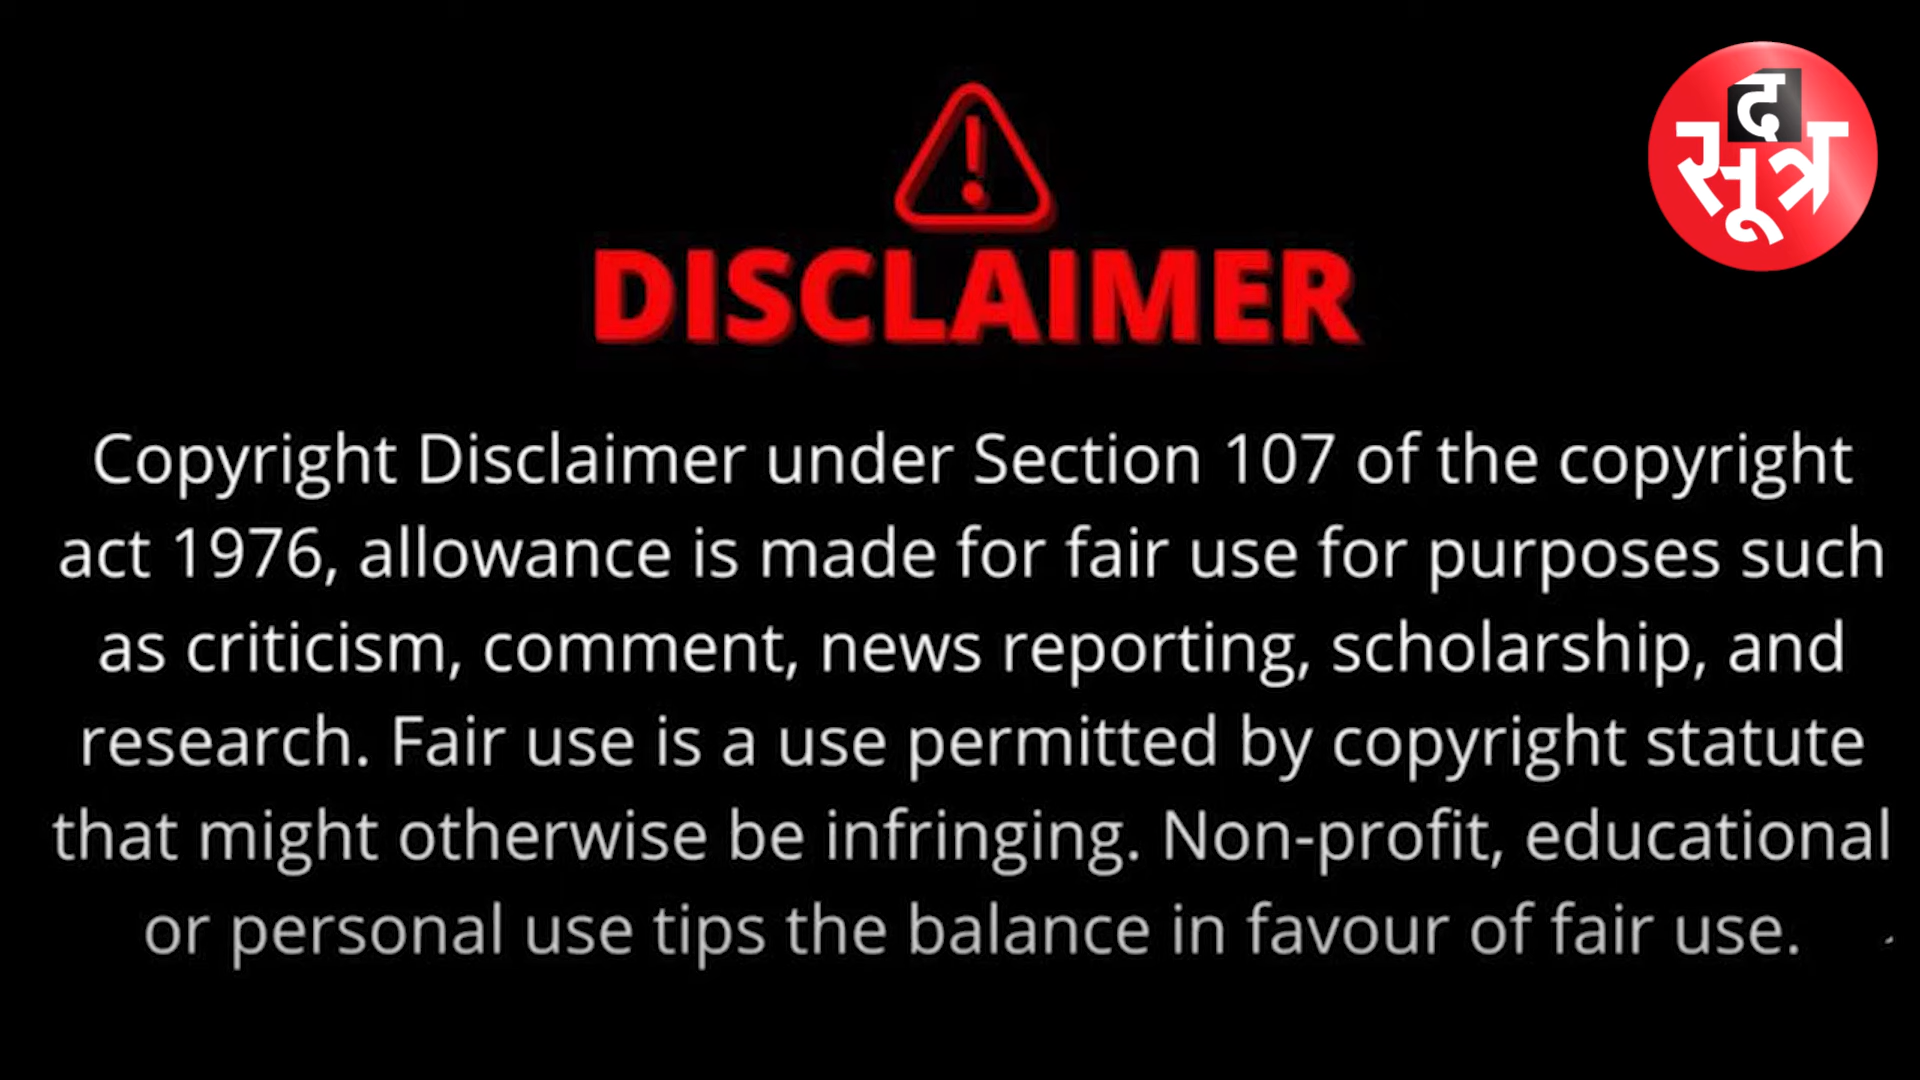 द
सूत्र
DISCLAIMER
Copyright Disclaimer under Section 107 of the copyright
act 1976, allowance is made for fair use for purposes such
as criticism, comment, news reporting, scholarship, and
research. Fair use is a use permitted by copyright statute
that might otherwise be infringing. Non-profit, educational
or personal use tips the balance in favour of fair use.